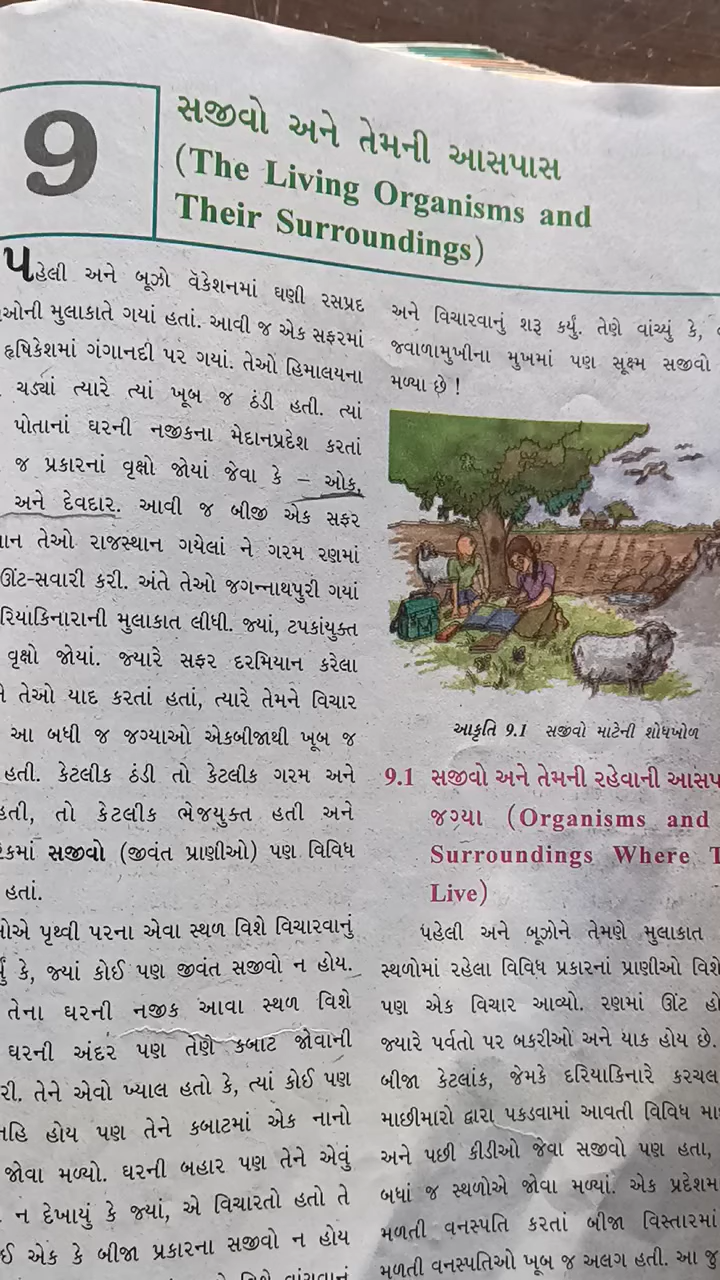 9
સજીવો અને તેમની આસપાસ
(The Living Organisms and
Their Surroundings)
પહેલી અને બૂઝો વૅકેશનમાં ઘણી રસપ્રદ
મુલાકાતે ગયાં હતાં. આવી જ એક સફરમાં
હૃષિકેશમાં ગંગાનદી પર ગયાં. તેઓ હિમાલયના
ચડ્યાં ત્યારે ત્યાં ખૂબ જ ઠંડી હતી. ત્યાં
પોતાનાં ઘરની નજીકના મેદાનપ્રદેશ કરતાં
જ પ્રકારનાં વૃક્ષો જોયાં જેવા કે – ઓક,
અને દેવદાર. આવી જ બીજી એક સફર
તેઓ રાજસ્થાન ગયેલાં ને ગરમ રણમાં
ઊંટ-સવારી કરી. અંતે તેઓ જગન્નાથપુરી ગયાં
મુલાકાત લીધી. જ્યાં, ટપકાંયુક્ત
વૃક્ષો જોયાં. જ્યારે સફર દરમિયાન કરેલા
તેઓ યાદ કરતાં હતાં, ત્યારે તેમને વિચાર
આ બધી જ જગ્યાઓ એકબીજાથી ખૂબ જ
હતી. કેટલીક ઠંડી તો કેટલીક ગરમ અને
હતી, તો કેટલીક ભેજયુક્ત હતી અને
સજીવો (જીવંત પ્રાણીઓ) પણ વિવિધ
હતાં.
પૃથ્વી પરના એવા સ્થળ વિશે વિચારવાનું
કે, જ્યાં કોઈ પણ જીવંત સજીવો ન હોય.
તેના ઘરની નજીક આવા સ્થળ વિશે
ઘરની અંદર પણ તેણે કબાટ જોવાની
તેને એવો ખ્યાલ હતો કે, ત્યાં કોઈ પણ
નહિ હોય પણ તેને કબાટમાં એક નાનો
જોવા મળ્યો. ઘરની બહાર પણ તેને એવું
ન દેખાયું કે જ્યાં, એ વિચારતો હતો તે
એક કે બીજા પ્રકારના સજીવો ન હોય
અને વિચારવાનું શરૂ કર્યું. તેણે વાંચ્યું કે,
જવાળામુખીના મુખમાં પણ સૂક્ષ્મ સજીવો
મળ્યા છે !
આકૃતિ 9.1 સજીવો માટેની શોધખોળ
9.1 સજીવો અને તેમની રહેવાની
જગ્યા (Organisms and
Surroundings Where
Live)
પહેલી અને બૂઝોને તેમણે મુલાકાત
સ્થળોમાં રહેલા વિવિધ પ્રકારનાં પ્રાણીઓ
પણ એક વિચાર આવ્યો. રણમાં ઊંટ
જ્યારે પર્વતો પર બકરીઓ અને યાક હોય છે.
બીજા કેટલાંક, જેમકે દરિયાકિનારે કરચલ
માછીમારો દ્વારા પકડવામાં આવતી વિવિધ
અને પછી કીડીઓ જેવા સજીવો પણ હતા,
બધાં જ સ્થળોએ જોવા મળ્યાં. એક
મળતી વનસ્પતિ કરતાં બીજા વિસ્તારમાં
મળતી વનસ્પતિઓ ખૂબ જ અલગ હતી. આ